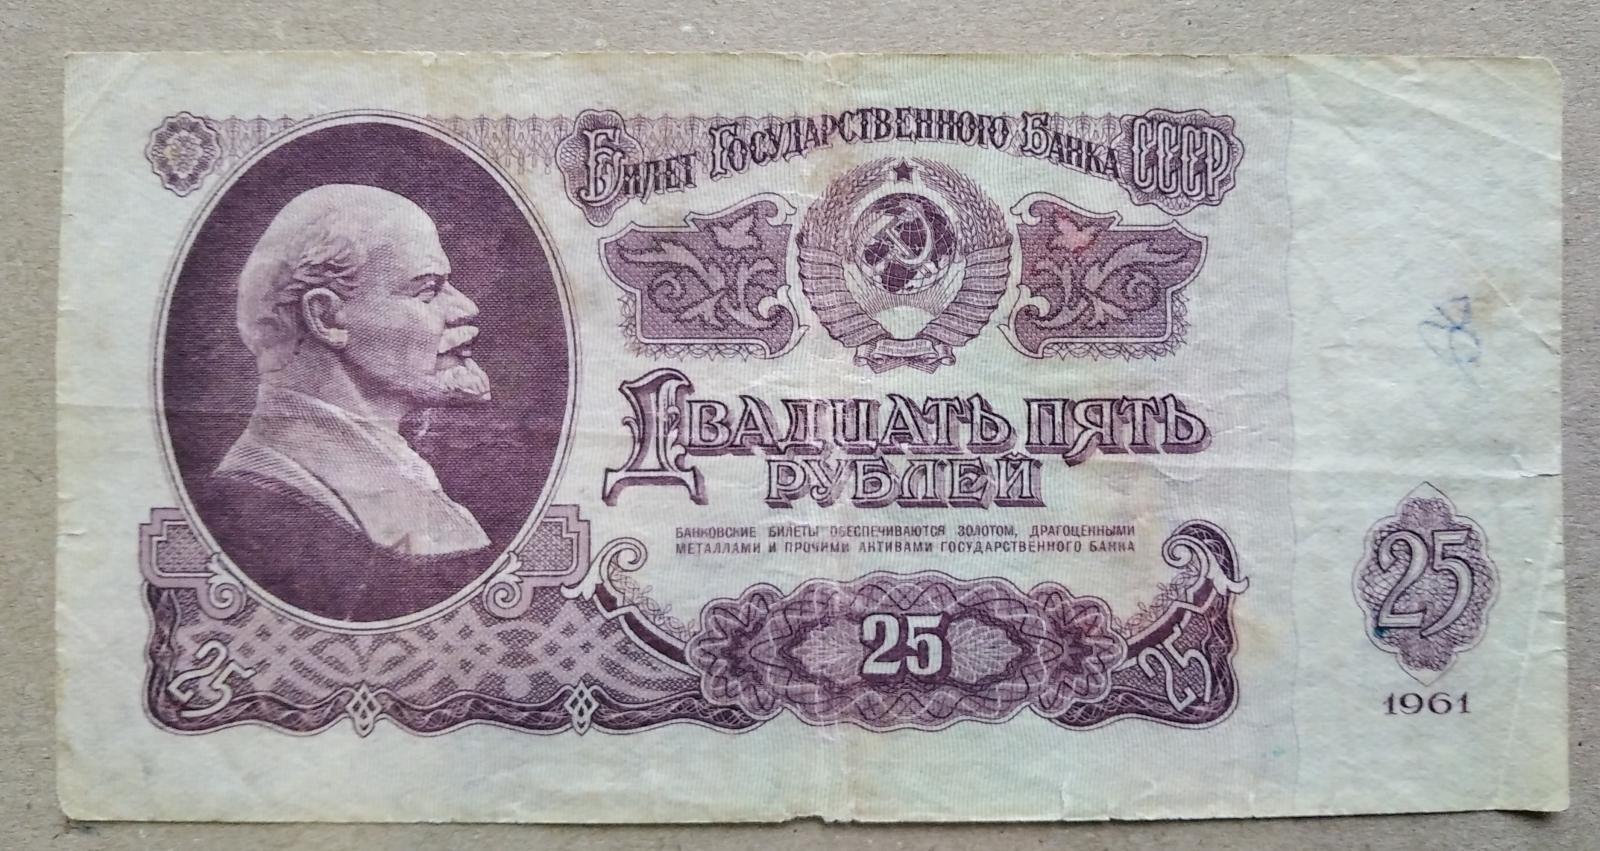 Билет Государственного Банка СССР
Двадцать пять
рублей
БАНКОВСКИЕ БИЛЕТЫ ОБЕСПЕЧИВАЮТСЯ ЗОЛОТОМ, ДРАГОЦЕННЫМИ
МЕТАЛЛАМИ И ПРОЧИМИ АКТИВАМИ ГОСУДАРСТВЕННОГО БАНКА
25
25
25
25
1961